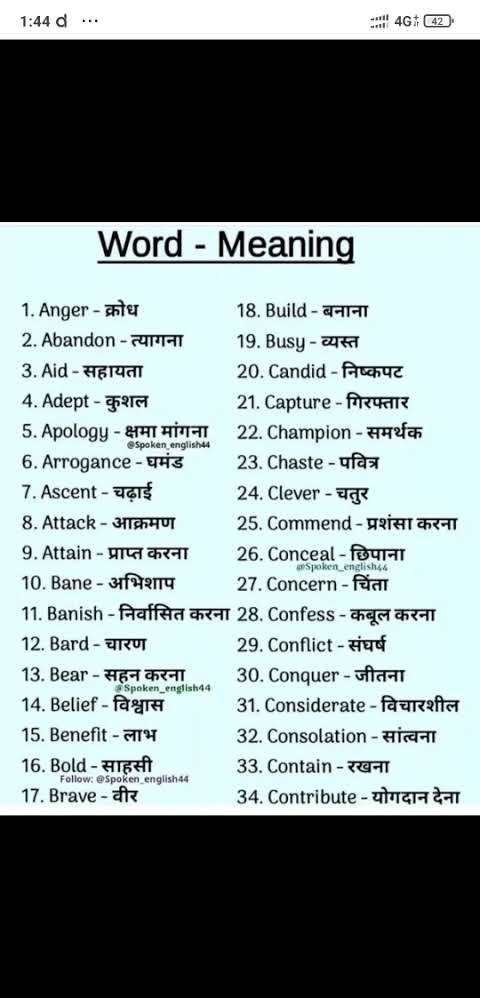 1:44 d ...
4G 42
Word - Meaning
1. Anger - क्रोध
2. Abandon - त्यागना
3. Aid - सहायता
4. Adept - कुशल
5. Apology - क्षमा मांगना
@Spoken_english44
6. Arrogance - घमंड
7. Ascent - चढ़ाई
8. Attack - आक्रमण
9. Attain - प्राप्त करना
10. Bane - अभिशाप
11. Banish - निर्वासित करना
12. Bard - चारण
13. Bear - सहन करना
@Spoken_english44
14. Belief - विश्वास
15. Benefit - लाभ
16. Bold - साहसी
Follow: @Spoken_english44
17. Brave - वीर
18. Build - बनाना
19. Busy - व्यस्त
20. Candid - निष्कपट
21. Capture - गिरफ्तार
22. Champion - समर्थक
23. Chaste - पवित्र
24. Clever - चतुर
25. Commend - प्रशंसा करना
26. Conceal - छिपाना
@Spoken_english44
27. Concern - चिंता
28. Confess - कबूल करना
29. Conflict - संघर्ष
30. Conquer - जीतना
31. Considerate - विचारशील
32. Consolation - सांत्वना
33. Contain - रखना
34. Contribute - योगदान देना